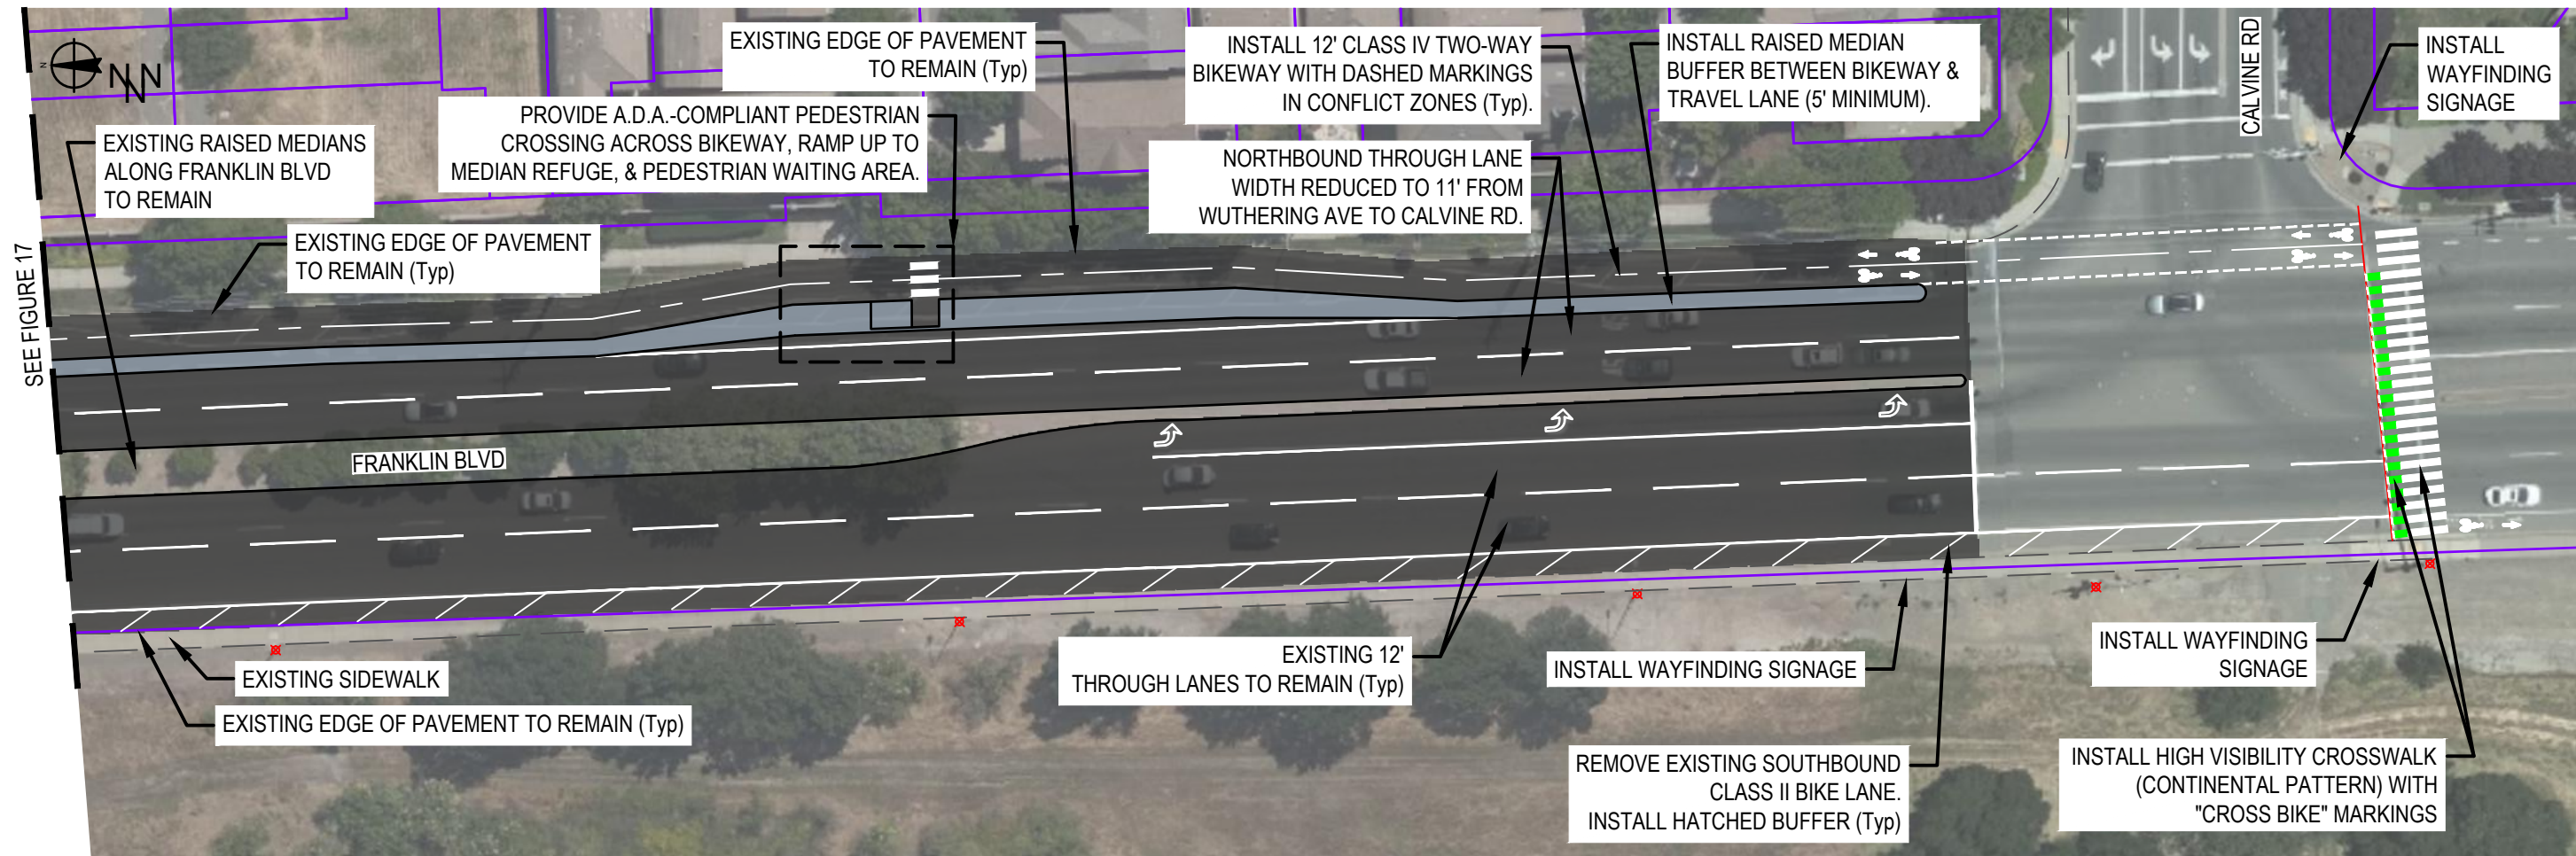 EXISTING EDGE OF PAVEMENT
TO REMAIN (Typ)
INSTALL 12' CLASS IV TWO-WAY
BIKEWAY WITH DASHED MARKINGS
IN CONFLICT ZONES (Typ).
INSTALL RAISED MEDIAN
BUFFER BETWEEN BIKEWAY &
TRAVEL LANE (5' MINIMUM).
CALVINE RD
INSTALL
WAYFINDING
SIGNAGE
N
N
N
PROVIDE A.D.A.-COMPLIANT PEDESTRIAN
CROSSING ACROSS BIKEWAY, RAMP UP TO
MEDIAN REFUGE, & PEDESTRIAN WAITING AREA.
EXISTING RAISED MEDIANS
ALONG FRANKLIN BLVD
TO REMAIN
NORTHBOUND THROUGH LANE
WIDTH REDUCED TO 11' FROM
WUTHERING AVE TO CALVINE RD.
EXISTING EDGE OF PAVEMENT
TO REMAIN (Typ)
SEE FIGURE 17
FRANKLIN BLVD
EXISTING SIDEWALK
EXISTING EDGE OF PAVEMENT TO REMAIN (Typ)
EXISTING 12'
THROUGH LANES TO REMAIN (Typ)
INSTALL WAYFINDING SIGNAGE
INSTALL WAYFINDING
SIGNAGE
REMOVE EXISTING SOUTHBOUND
CLASS II BIKE LANE.
INSTALL HATCHED BUFFER (Typ)
INSTALL HIGH VISIBILITY CROSSWALK
(CONTINENTAL PATTERN) WITH
"CROSS BIKE" MARKINGS